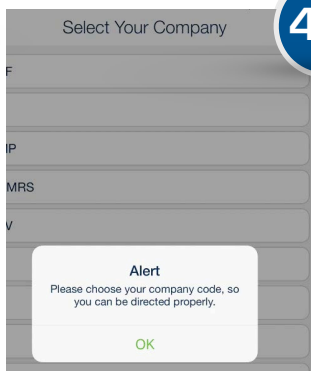 Select Your Company
4
F
IP
MRS
V
Alert
Please choose your company code, so
you can be directed properly.
OK